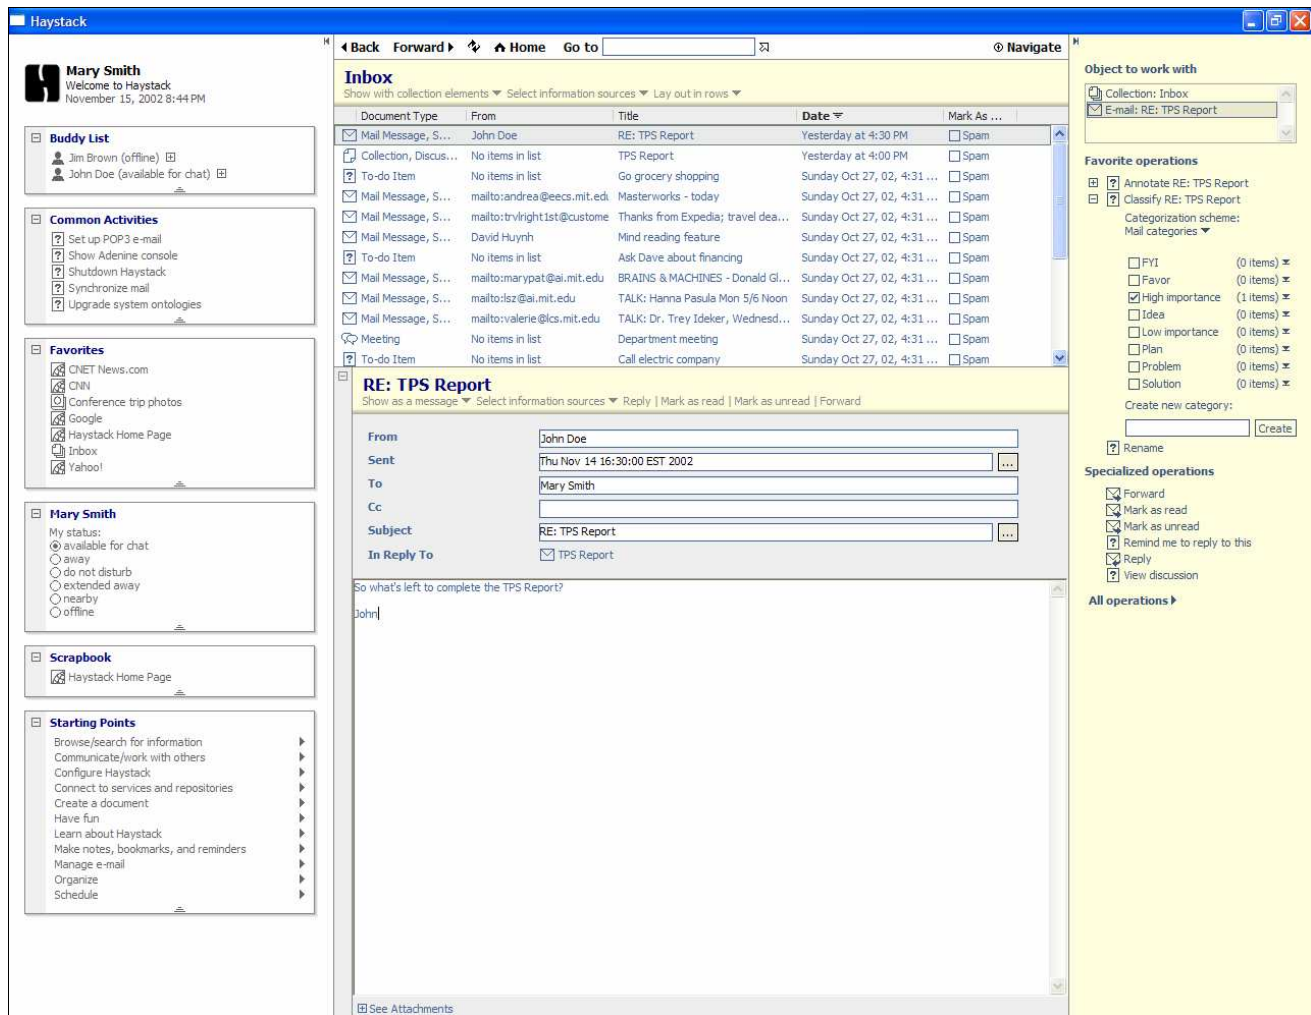 Haystack
Mary Smith
Welcome to Haystack
November 15, 2002 8:44 PM
Buddy List
Jim Brown (offline)
John Doe (available for chat)
Common Activities
Set up POP3 e-mail
Show Adenine console
Shutdown Haystack
Synchronize mail
Upgrade system ontologies
Favorites
CNET News.com
CNN
Conference trip photos
Google
Haystack Home Page
Inbox
Yahoo!
Mary Smith
My status:
available for chat
away
do not disturb
extended away
nearby
offline
Scrapbook
Haystack Home Page
Starting Points
Browse/search for information
Communicate/work with others
Configure Haystack
Connect to services and repositories
Create a document
Have fun
Learn about Haystack
Make notes, bookmarks, and reminders
Manage e-mail
Organize
Schedule
Back Forward Home Go to Navigate
Inbox
Show with collection elements Select information sources Lay out in rows
Document Type From Title Date Mark As ...
Mail Message, S... John Doe RE: TPS Report Yesterday at 4:30 PM Spam
Collection, Discus... No items in list TPS Report Yesterday at 4:00 PM Spam
? To-do Item No items in list Go grocery shopping Sunday Oct 27, 02, 4:31 ... Spam
Mail Message, S... mailto:andrea@eecs.mit.edu Masterworks - today Sunday Oct 27, 02, 4:31 ... Spam
Mail Message, S... mailto:trvlright1st@custome Thanks from Expedia; travel dea... Sunday Oct 27, 02, 4:31 ... Spam
Mail Message, S... David Huynh Mind reading feature Sunday Oct 27, 02, 4:31 ... Spam
? To-do Item No items in list Ask Dave about financing Sunday Oct 27, 02, 4:31 ... Spam
Mail Message, S... mailto:marypat@ai.mit.edu BRAINS & MACHINES - Donald Gl... Sunday Oct 27, 02, 4:31 ... Spam
Mail Message, S... mailto:lsz@ai.mit.edu TALK: Hanna Pasula Mon 5/6 Noon Sunday Oct 27, 02, 4:31 ... Spam
Mail Message, S... mailto:valerie@lcs.mit.edu TALK: Dr. Trey Ideker, Wednesd... Sunday Oct 27, 02, 4:31 ... Spam
Meeting No items in list Department meeting Sunday Oct 27, 02, 4:31 ... Spam
? To-do Item No items in list Call electric company Sunday Oct 27, 02, 4:31 ... Spam
RE: TPS Report
Show as a message Select information sources Reply | Mark as read | Mark as unread | Forward
From John Doe
Sent Thu Nov 14 16:30:00 EST 2002 ...
To Mary Smith
Cc
Subject RE: TPS Report ...
In Reply To TPS Report
So what's left to complete the TPS Report?
John
See Attachments
Object to work with
Collection: Inbox
E-mail: RE: TPS Report
Favorite operations
? Annotate RE: TPS Report
? Classify RE: TPS Report
Categorization scheme:
Mail categories
FYI (0 items)
Favor (0 items)
High importance (1 items)
Idea (0 items)
Low importance (0 items)
Plan (0 items)
Problem (0 items)
Solution (0 items)
Create new category:
Create
? Rename
Specialized operations
Forward
Mark as read
Mark as unread
? Remind me to reply to this
Reply
? View discussion
All operations